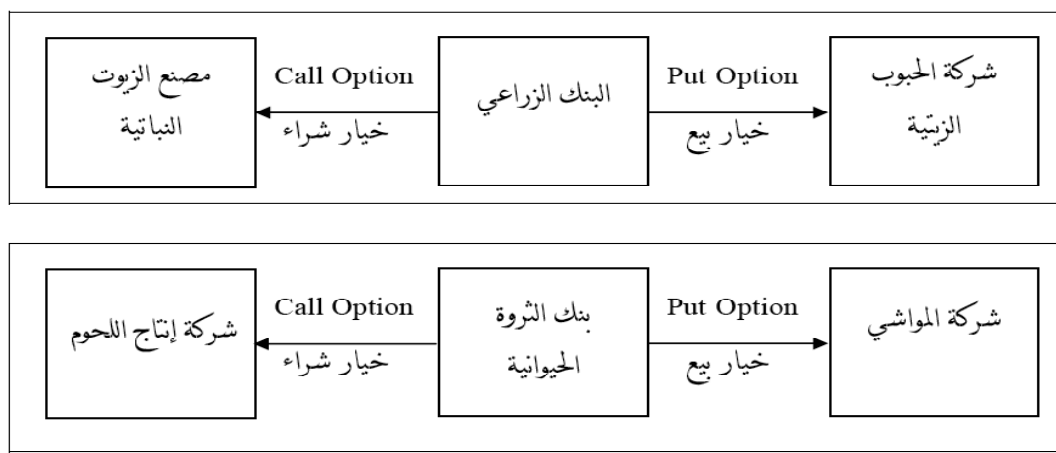 شركة الحبوب
الزيتية
Put Option
خيار بيع
البنك الزراعي
Call Option
خيار شراء
مصنع الزيوت
النباتية
شركة المواشي
Put Option
خيار بيع
بنك الثروة
الحيوانية
Call Option
خيار شراء
شركة إنتاج اللحوم